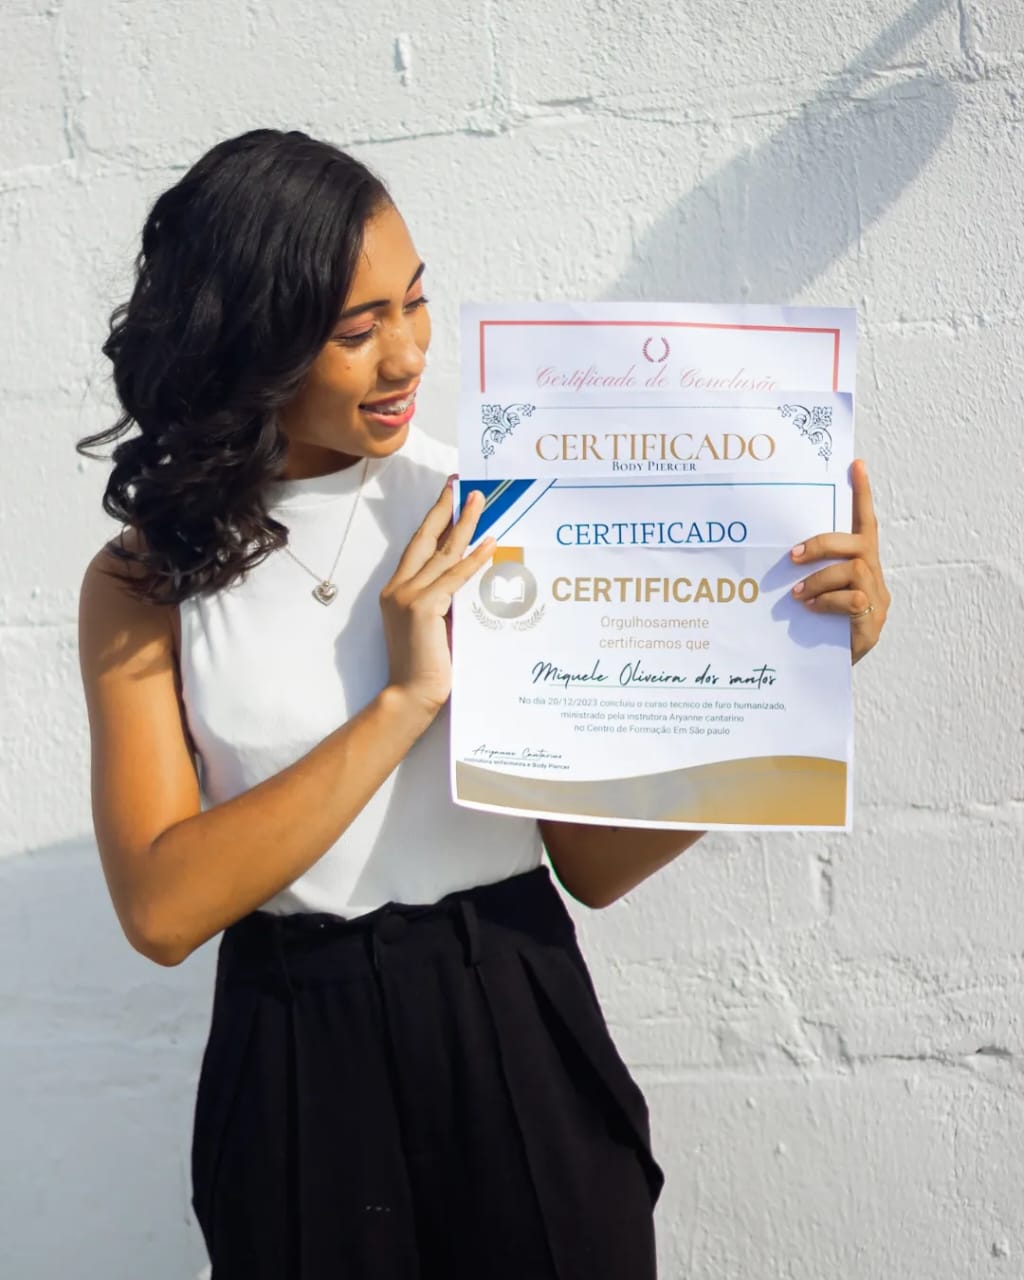 Certificado de Conclusão
CERTIFICADO
BODY PIERCER
CERTIFICADO
CERTIFICADO
Orgulhosamente
certificamos que
Miquele Oliveira dos santos
No dia 20/12/2023 concluiu o curso tecnico de furo humanizado,
ministrado pela instrutora Aryanne cantarino
no Centro de Formação Em São paulo
Aryanne Cantarino
instrutora enfermeira e Body Piercer